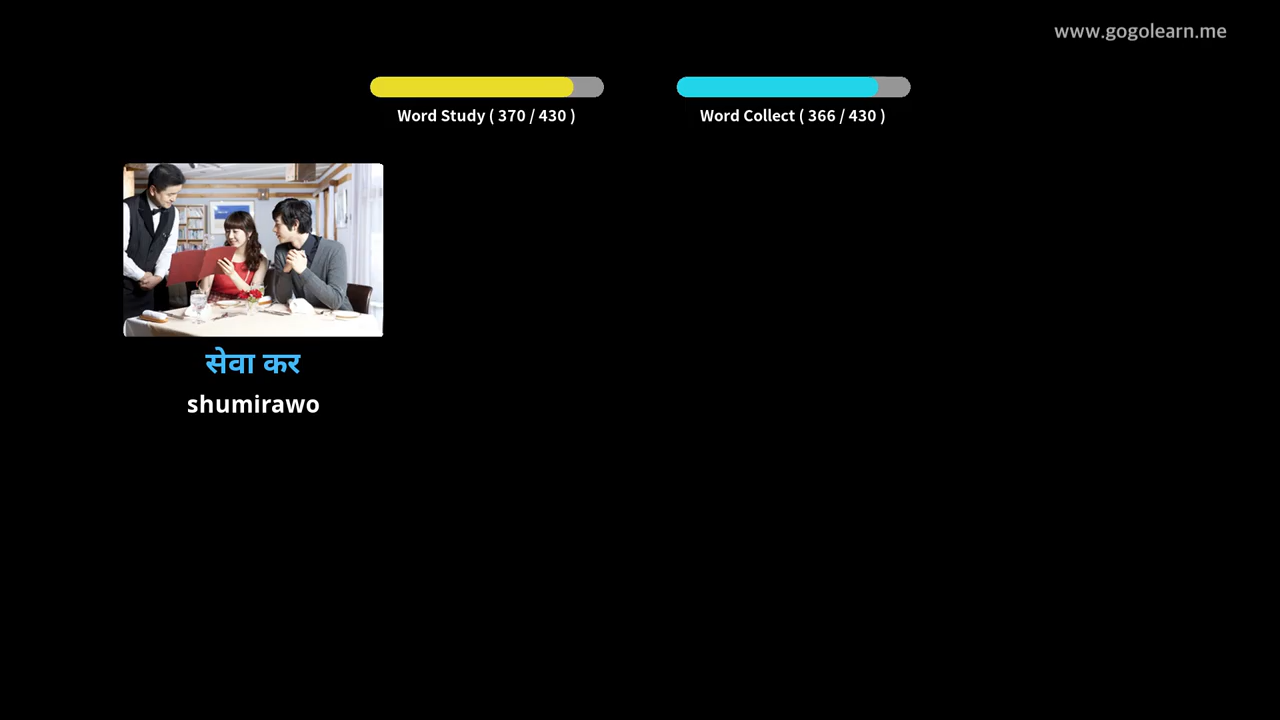 www.gogolearn.me
Word Study ( 370 / 430 )
Word Collect ( 366 / 430 )
सेवा कर
shumirawo